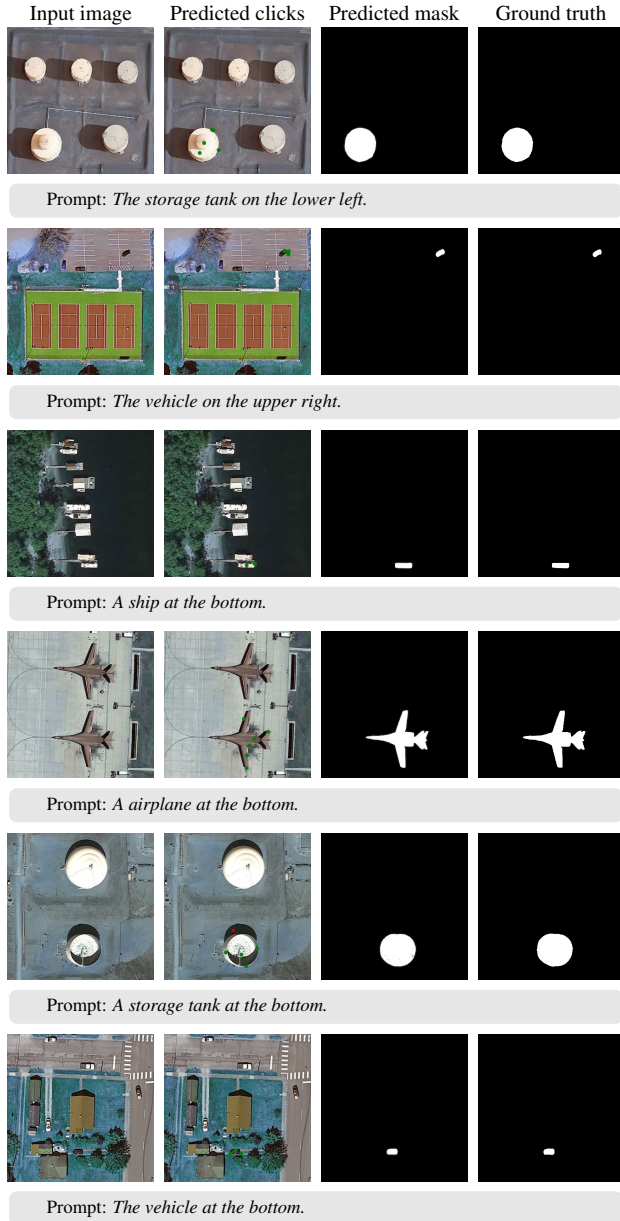 Input image Predicted clicks Predicted mask Ground truth
Prompt: The storage tank on the lower left.
Prompt: The vehicle on the upper right.
Prompt: A ship at the bottom.
Prompt: A airplane at the bottom.
Prompt: A storage tank at the bottom.
Prompt: The vehicle at the bottom.